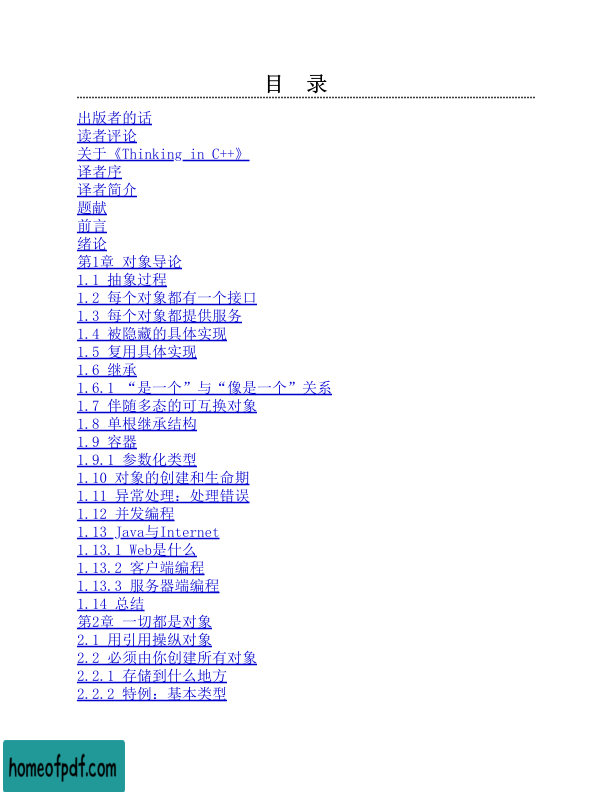 目 录
出版者的话
读者评论
关于《Thinking in C++》
译者序
译者简介
题献
前言
绪论
第1章 对象导论
1.1 抽象过程
1.2 每个对象都有一个接口
1.3 每个对象都提供服务
1.4 被隐藏的具体实现
1.5 复用具体实现
1.6 继承
1.6.1 “是一个”与“像是一个”关系
1.7 伴随多态的可互换对象
1.8 单根继承结构
1.9 容器
1.9.1 参数化类型
1.10 对象的创建和生命期
1.11 异常处理：处理错误
1.12 并发编程
1.13 Java与Internet
1.13.1 Web是什么
1.13.2 客户端编程
1.13.3 服务器端编程
1.14 总结
第2章 一切都是对象
2.1 用引用操纵对象
2.2 必须由你创建所有对象
2.2.1 存储到什么地方
2.2.2 特例：基本类型
homeofpdf.com